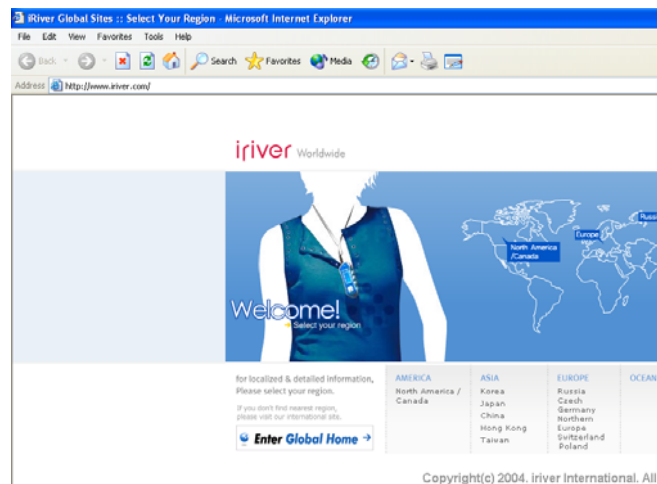 iRiver Global Sites :: Select Your Region - Microsoft Internet Explorer
File Edit View Favorites Tools Help
Back Search Favorites Media
Address http://www.iriver.com/
iriver Worldwide
Russi
Europe
North America
/Canada
Welcome!
Select your region
for localized & detailed information,
Please select your region.
If you don't find nearest region,
please visit our international site.
Enter Global Home
AMERICA
North America /
Canada
ASIA
Korea
Japan
China
Hong Kong
Taiwan
EUROPE
Russia
Czech
Germany
Northern
Europa
Switzerland
Poland
OCEAN
Copyright(c) 2004. iriver International. All